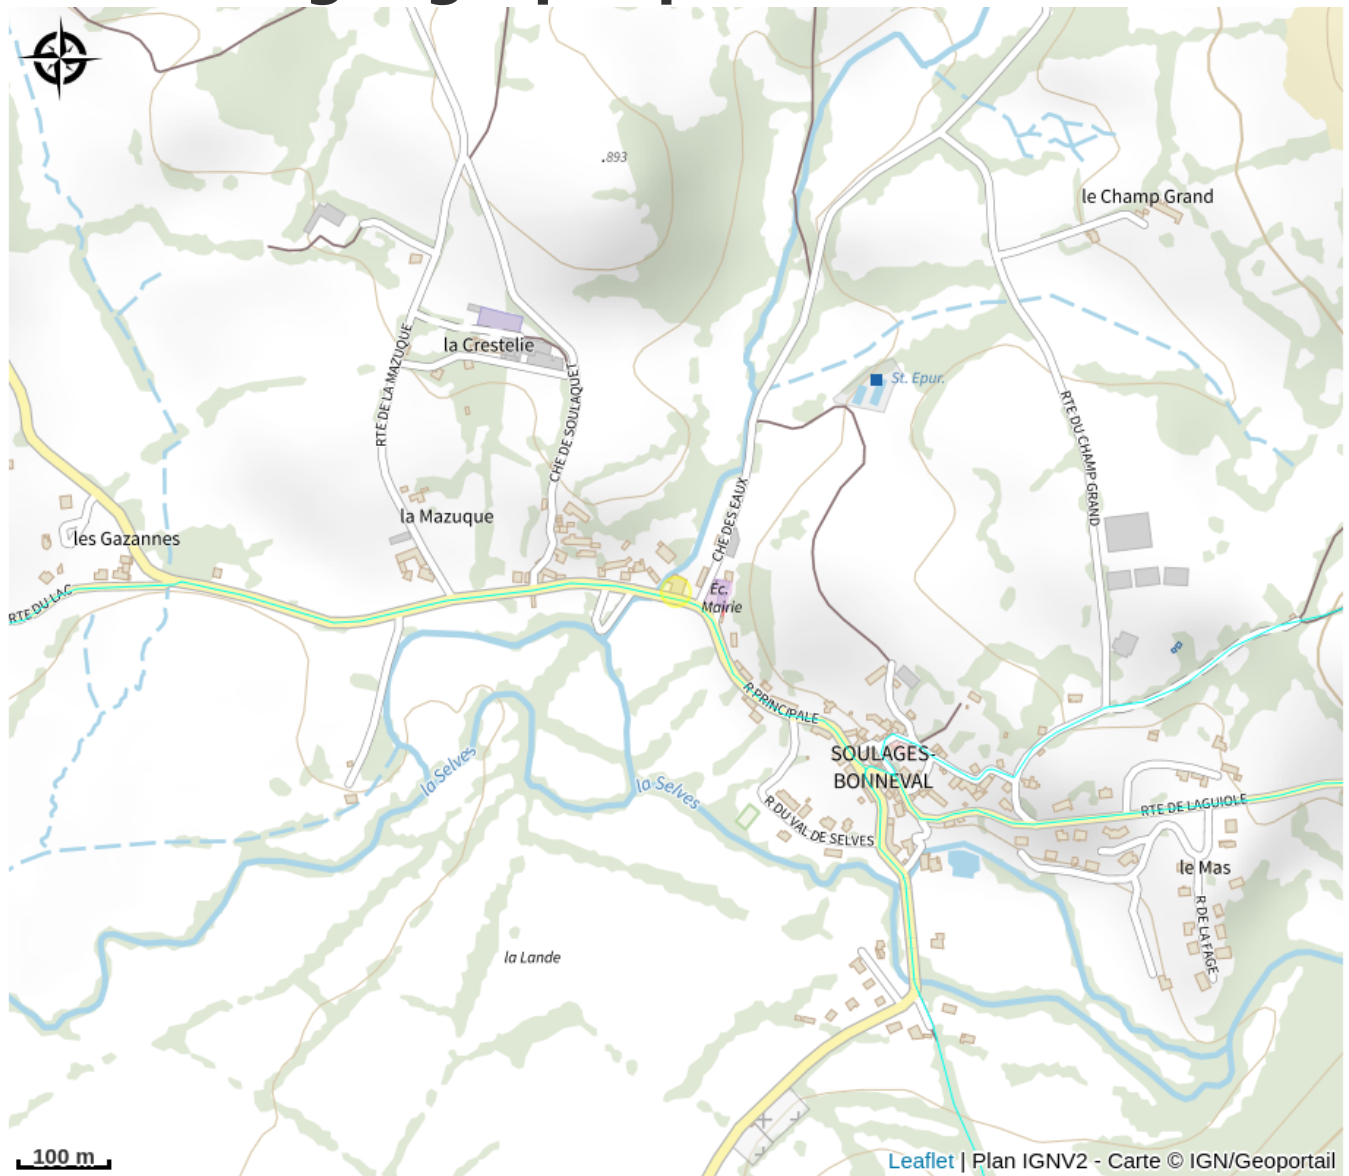 .893
le Champ Grand
RTE DE LA MAZUQUE
la Crestelie
St. Epur.
CHE DE SOULAQUET
RTE DU CHAMP GRAND
CHE DES EAUX
la Mazuque
les Gazannes
RTE DU LAC
Éc.
Mairie
R PRINCIPALE
SOULAGES-
BONNEVAL
la Selves
la Selves
R DU VAL DE SELVES
RTE DE LAGUIOLE
le Mas
R DE LA FAGE
la Lande
100 m
Leaflet | Plan IGNV2 - Carte © IGN/Geoportail